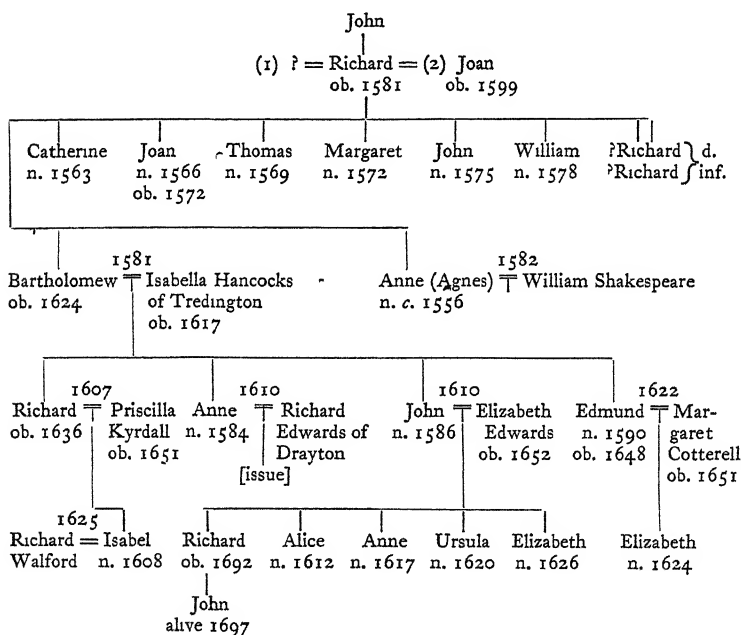 John
(1) ? = Richard = (2) Joan
ob. 1581 ob. 1599
Catherine Joan Thomas Margaret John William ?Richard } d.
n. 1563 n. 1566 n. 1569 n. 1572 n. 1575 n. 1578 ?Richard } inf.
ob. 1572
1581 1582
Bartholomew = Isabella Hancocks Anne (Agnes) = William Shakespeare
ob. 1624 of Tredington n. c. 1556
ob. 1617
1607 1610 1610 1622
Richard = Priscilla Anne = Richard John = Elizabeth Edmund = Mar-
ob. 1636 Kyrdall n. 1584 Edwards of n. 1586 Edwards n. 1590 garet
ob. 1651 Drayton ob. 1652 ob. 1648 Cotterell
[issue] ob. 1651
1625
Richard = Isabel Richard Alice Anne Ursula Elizabeth Elizabeth
Walford n. 1608 ob. 1692 n. 1612 n. 1617 n. 1620 n. 1626 n. 1624
John
alive 1697